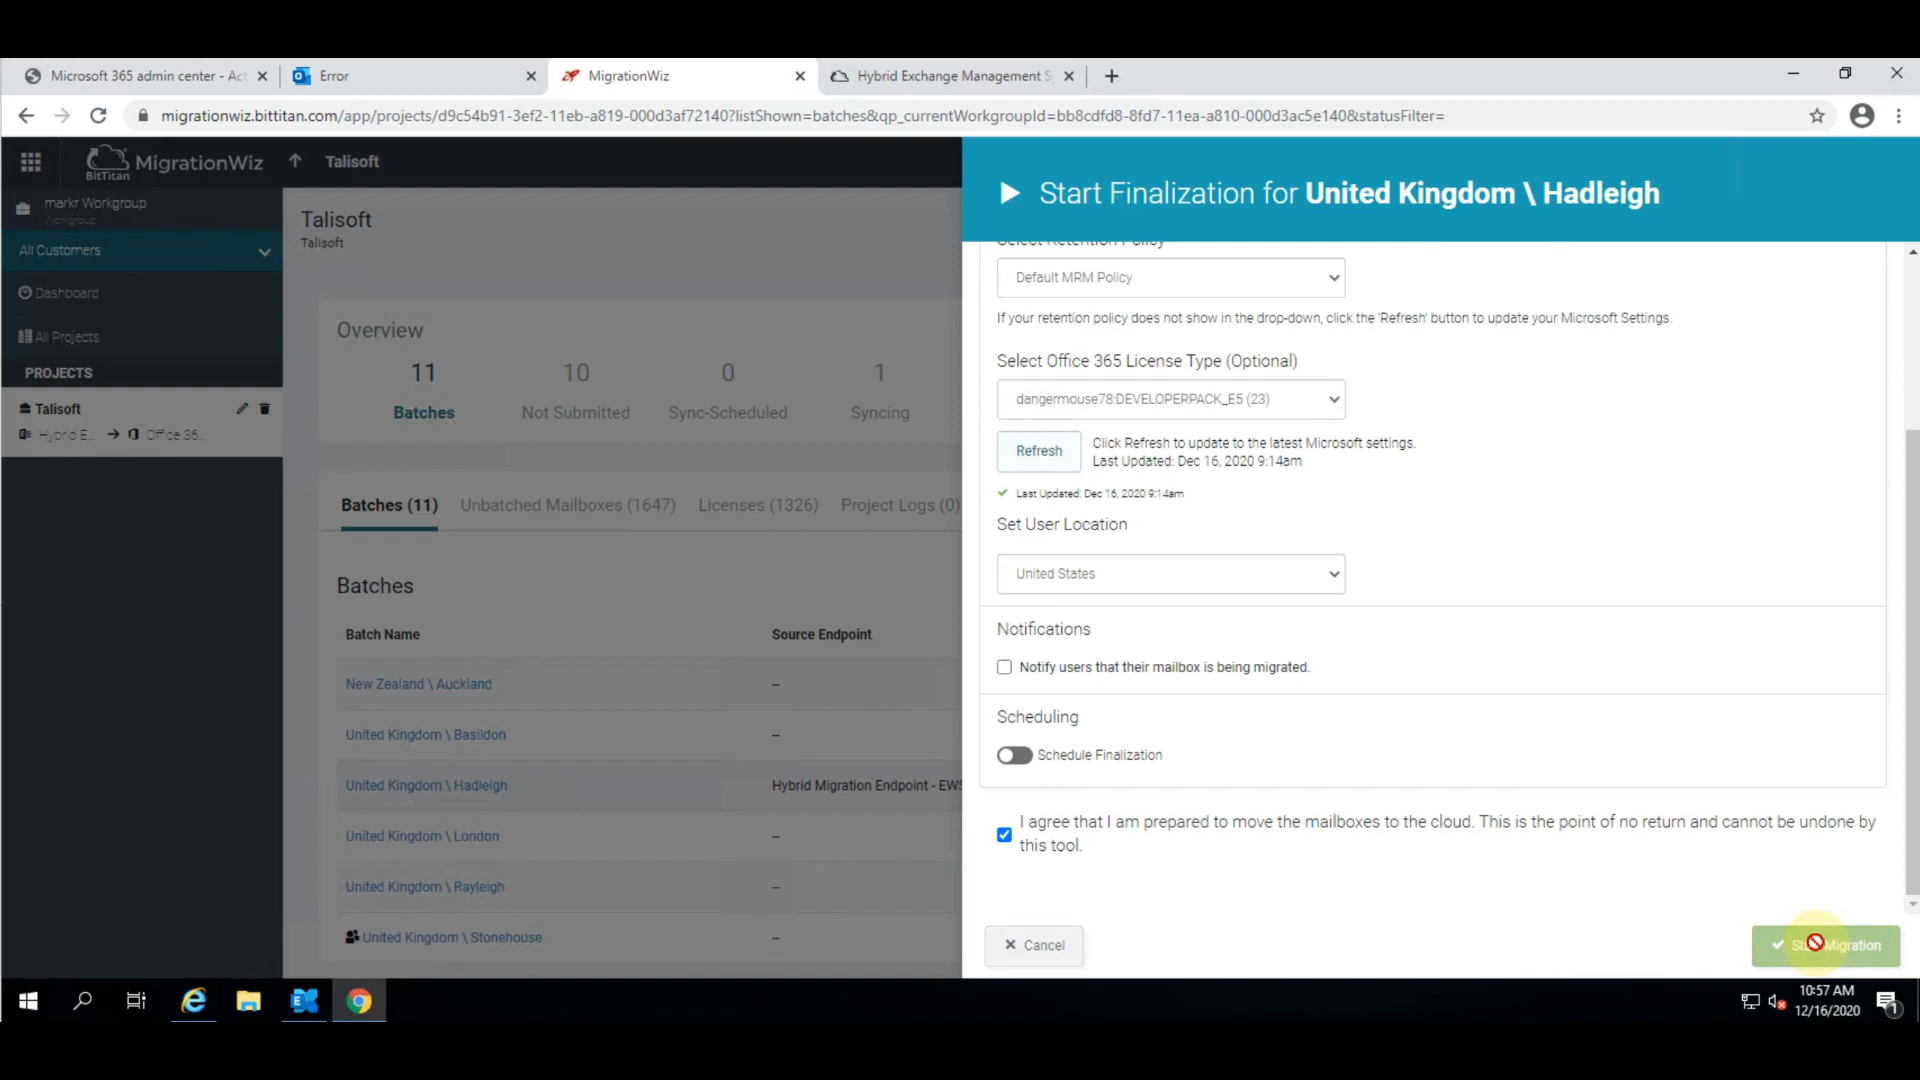 Microsoft 365 admin center - Act
Error
MigrationWiz
Hybrid Exchange Management S
migrationwiz.bittitan.com/app/projects/d9c54b91-3ef2-11eb-a819-000d3af72140?listShown=batches&qp_currentWorkgroupId=bb8cdfd8-8fd7-11ea-a810-000d3ac5e140&statusFilter=
BitTitan MigrationWiz
Talisoft
markr Workgroup
Workgroup
All Customers
Dashboard
All Projects
PROJECTS
Talisoft
Hybrid E... → Office 36...
Talisoft
Talisoft
Overview
11 10 0 1
Batches Not Submitted Sync-Scheduled Syncing
Batches (11) Unbatched Mailboxes (1647) Licenses (1326) Project Logs (0)
Batches
Batch Name Source Endpoint
New Zealand \ Auckland --
United Kingdom \ Basildon --
United Kingdom \ Hadleigh Hybrid Migration Endpoint - EWS
United Kingdom \ London --
United Kingdom \ Rayleigh --
United Kingdom \ Stonehouse --
Start Finalization for United Kingdom \ Hadleigh
Select Retention Policy
Default MRM Policy
If your retention policy does not show in the drop-down, click the 'Refresh' button to update your Microsoft Settings.
Select Office 365 License Type (Optional)
dangermouse78:DEVELOPERPACK_E5 (23)
Refresh
Click Refresh to update to the latest Microsoft settings.
Last Updated: Dec 16, 2020 9:14am
Last Updated: Dec 16, 2020 9:14am
Set User Location
United States
Notifications
Notify users that their mailbox is being migrated.
Scheduling
Schedule Finalization
I agree that I am prepared to move the mailboxes to the cloud. This is the point of no return and cannot be undone by
this tool.
Cancel
Start Migration
10:57 AM
12/16/2020
1